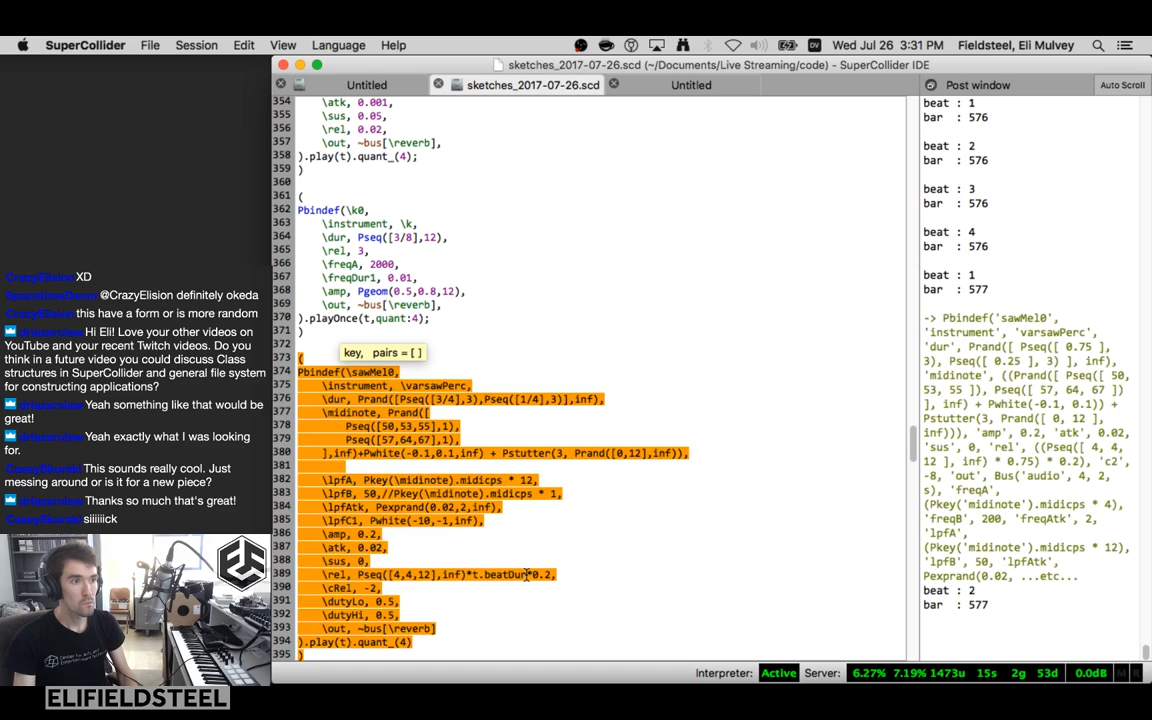 SuperCollider File Session Edit View Language Help Wed Jul 26 3:31 PM Fieldsteel, Eli Mulvey
sketches_2017-07-26.scd (~/Documents/Live Streaming/code) - SuperCollider IDE
Untitled sketches_2017-07-26.scd Untitled Post window Auto Scroll
354 \atk, 0.001,
355 \sus, 0.05,
356 \rel, 0.02,
357 \out, ~bus[\reverb],
358 ).play(t).quant_(4);
359 )
360
361 (
362 Pbindef(\k0,
363 \instrument, \k,
364 \dur, Pseq([3/8],12),
365 \rel, 3,
366 \freqA, 2000,
367 \freqDur1, 0.01,
368 \amp, Pgeom(0.5,0.8,12),
369 \out, ~bus[\reverb],
370 ).playOnce(t,quant:4);
371 )
372
key, pairs = [ ]
373 (
374 Pbindef(\sawMel0,
375 \instrument, \varsawPerc,
376 \dur, Prand([Pseq([3/4],3),Pseq([1/4],3)],inf),
377 \midinote, Prand([
378 Pseq([50,53,55],1),
379 Pseq([57,64,67],1),
380 ],inf)+Pwhite(-0.1,0.1,inf) + Pstutter(3, Prand([0,12],inf)),
381
382 \lpfA, Pkey(\midinote).midicps * 12,
383 \lpfB, 50,//Pkey(\midinote).midicps * 1,
384 \lpfAtk, Pexprand(0.02,2,inf),
385 \lpfC1, Pwhite(-10,-1,inf),
386 \amp, 0.2,
387 \atk, 0.02,
388 \sus, 0,
389 \rel, Pseq([4,4,12],inf)*t.beatDur*0.2,
390 \cRel, -2,
391 \dutyLo, 0.5,
392 \dutyHi, 0.5,
393 \out, ~bus[\reverb]
394 ).play(t).quant_(4)
395 )
beat : 1
bar : 576
beat : 2
bar : 576
beat : 3
bar : 576
beat : 4
bar : 576
beat : 1
bar : 577
-> Pbindef('sawMel0',
'instrument', 'varsawPerc',
'dur', Prand([ Pseq([ 0.75 ],
3), Pseq([ 0.25 ], 3) ], inf),
'midinote', ((Prand([ Pseq([ 50,
53, 55 ]), Pseq([ 57, 64, 67 ])
], inf) + Pwhite(-0.1, 0.1)) +
Pstutter(3, Prand([ 0, 12 ],
inf))), 'amp', 0.2, 'atk', 0.02,
'sus', 0, 'rel', ((Pseq([ 4, 4,
12 ], inf) * 0.75) * 0.2), 'c2',
-8, 'out', Bus('audio', 4, 2,
s), 'freqA',
(Pkey('midinote').midicps * 4),
'freqB', 200, 'freqAtk', 2,
'lpfA',
(Pkey('midinote').midicps * 12),
'lpfB', 50, 'lpfAtk',
Pexprand(0.02, ...etc...
beat : 2
bar : 577
Interpreter: Active Server: 6.27% 7.19% 1473u 15s 2g 53d 0.0dB M R
CrazyElision XD
@CrazyElision definitely okeda
CrazyElision this have a form or is more random
Hi Eli! Love your other videos on
YouTube and your recent Twitch videos. Do you
think in a future video you could discuss Class
structures in SuperCollider and general file system
for constructing applications?
Yeah something like that would be
great!
Yeah exactly what I was looking
for.
CaseySkorski This sounds really cool. Just
messing around or is it for a new piece?
Thanks so much that's great!
CaseySkorski siiiiiick
ELIFIELDSTEEL